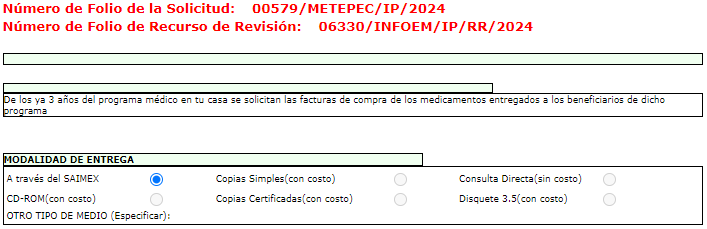 Número de Folio de la Solicitud: 00579/METEPEC/IP/2024
Número de Folio de Recurso de Revisión: 06330/INFOEM/IP/RR/2024
De los ya 3 años del programa médico en tu casa se solicitan las facturas de compra de los medicamentos entregados a los beneficiarios de dicho
programa
MODALIDAD DE ENTREGA
A través del SAIMEX Copias Simples(con costo) Consulta Directa(sin costo)
CD-ROM(con costo) Copias Certificadas(con costo) Disquete 3.5(con costo)
OTRO TIPO DE MEDIO (Especificar):